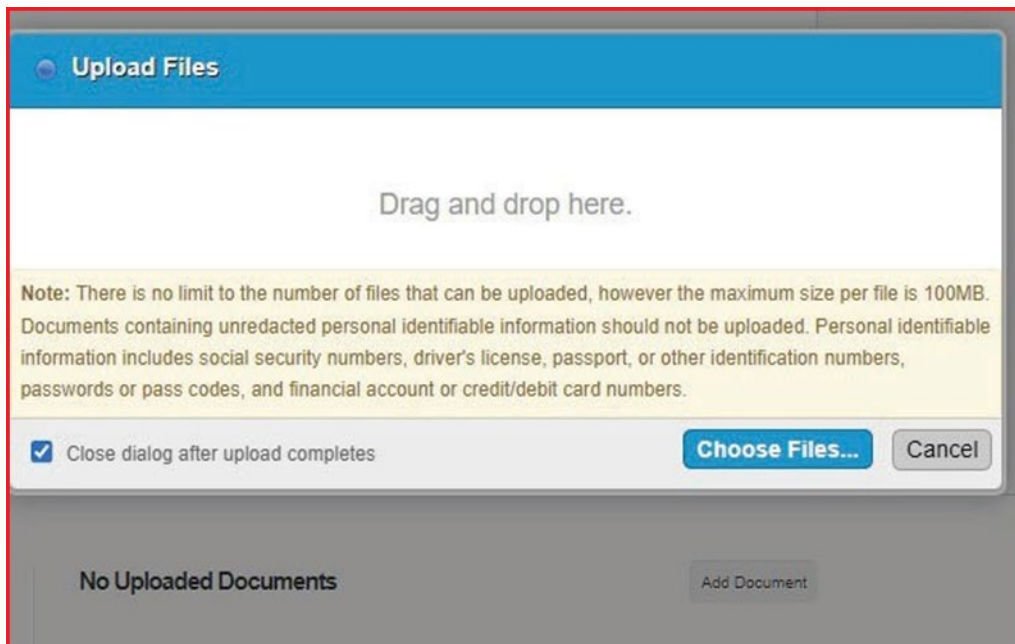 Upload Files
Drag and drop here.
Note: There is no limit to the number of files that can be uploaded, however the maximum size per file is 100MB.
Documents containing unredacted personal identifiable information should not be uploaded. Personal identifiable
information includes social security numbers, driver's license, passport, or other identification numbers,
passwords or pass codes, and financial account or credit/debit card numbers.
Close dialog after upload completes
Choose Files...
Cancel
No Uploaded Documents
Add Document